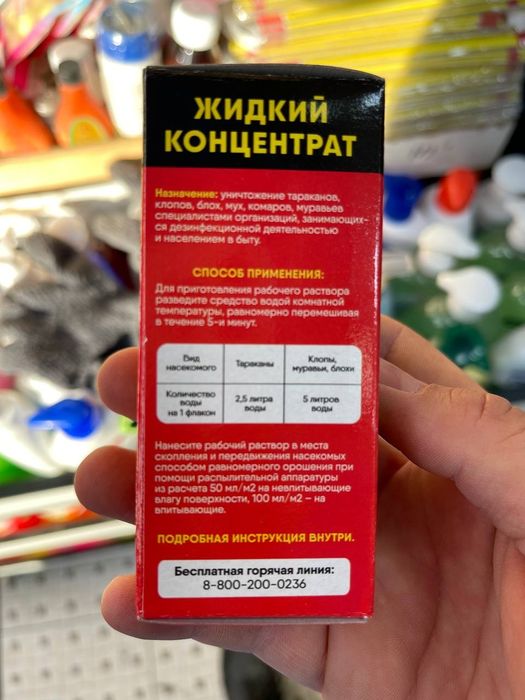 ЖИДКИЙ
КОНЦЕНТРАТ
Назначение: уничтожение тараканов,
клопов, блох, мух, комаров, муравьев
специалистами организаций, занимающих-
ся дезинфекционной деятельностью
и населением в быту.
СПОСОБ ПРИМЕНЕНИЯ:
Для приготовления рабочего раствора
разведите средство водой комнатной
температуры, равномерно перемешивая
в течение 5-и минут.
Вид
насекомого
Тараканы
Клопы,
муравьи, блохи
Количество
воды
на 1 флакон
2,5 литра
воды
5 литров
воды
Нанесите рабочий раствор в места
скопления и передвижения насекомых
способом равномерного орошения при
помощи распылительной аппаратуры
из расчета 50 мл/м2 на невпитывающие
влагу поверхности, 100 мл/м2 – на
впитывающие.
ПОДРОБНАЯ ИНСТРУКЦИЯ ВНУТРИ.
Бесплатная горячая линия:
8-800-200-0236